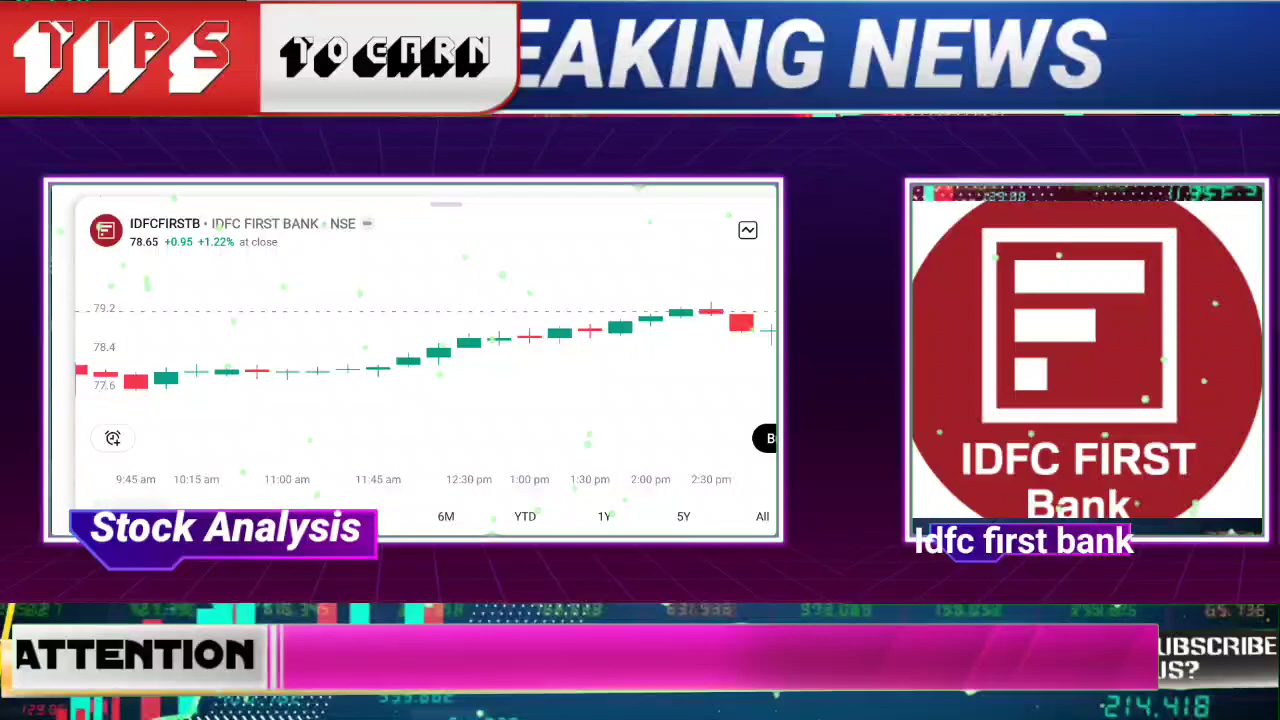 TIPS
TO EARN
EAKING NEWS
IDFCFIRSTB • IDFC FIRST BANK • NSE
78.65 +0.95 +1.22% at close
79.2
78.4
77.6
B
9:45 am 10:15 am 11:00 am 11:45 am 12:30 pm 1:00 pm 1:30 pm 2:00 pm 2:30 pm
6M YTD 1Y 5Y All
Stock Analysis
IDFC FIRST
Bank
Idfc first bank
ATTENTION
UBSCRIBE
US?
214.418